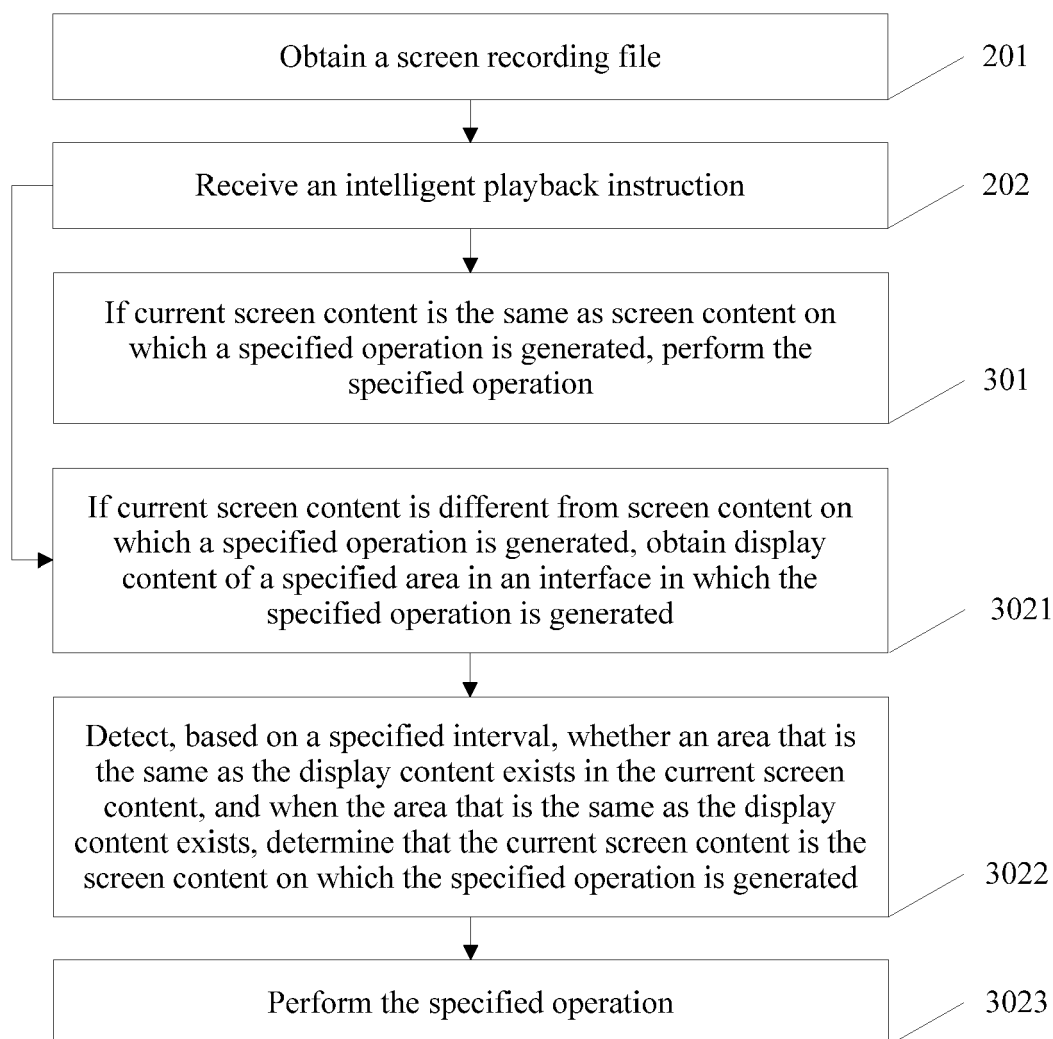 Obtain a screen recording file
201
Receive an intelligent playback instruction
202
If current screen content is the same as screen content on
which a specified operation is generated, perform the
specified operation
301
If current screen content is different from screen content on
which a specified operation is generated, obtain display
content of a specified area in an interface in which the
specified operation is generated
3021
Detect, based on a specified interval, whether an area that is
the same as the display content exists in the current screen
content, and when the area that is the same as the display
content exists, determine that the current screen content is the
screen content on which the specified operation is generated
3022
Perform the specified operation
3023